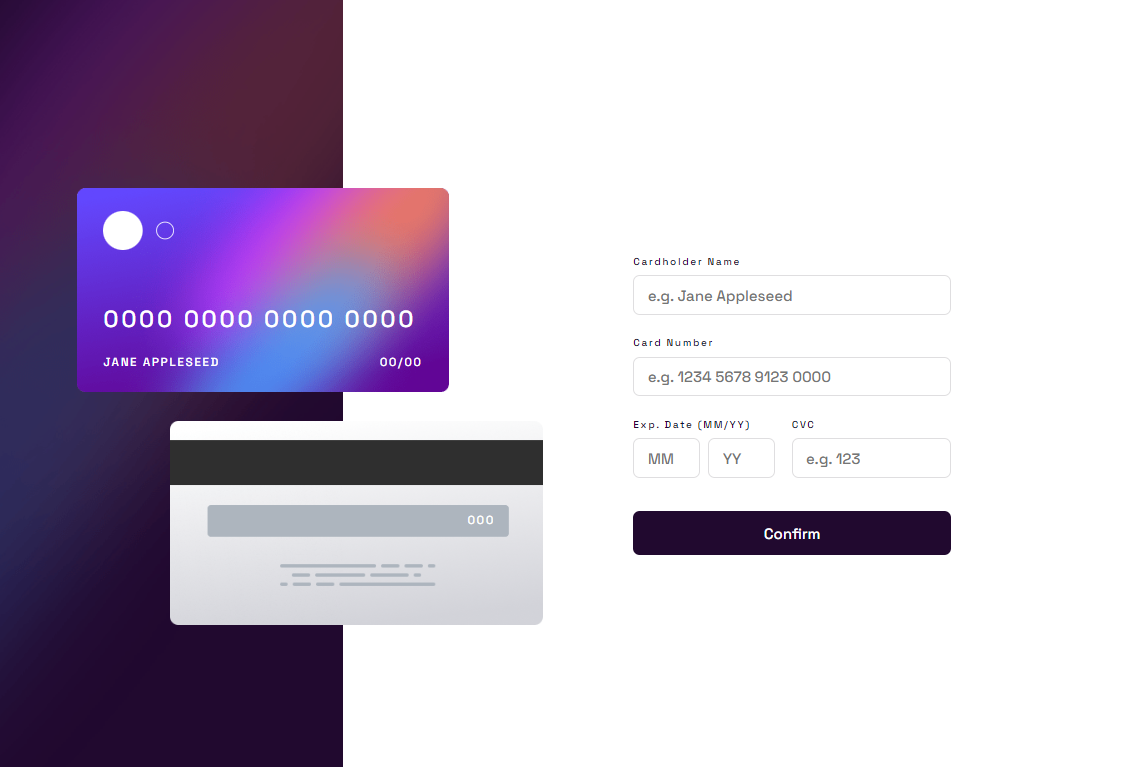 0000 0000 0000 0000
JANE APPLESEED 00/00
000
Cardholder Name
e.g. Jane Appleseed
Card Number
e.g. 1234 5678 9123 0000
Exp. Date (MM/YY) CVC
MM YY e.g. 123
Confirm